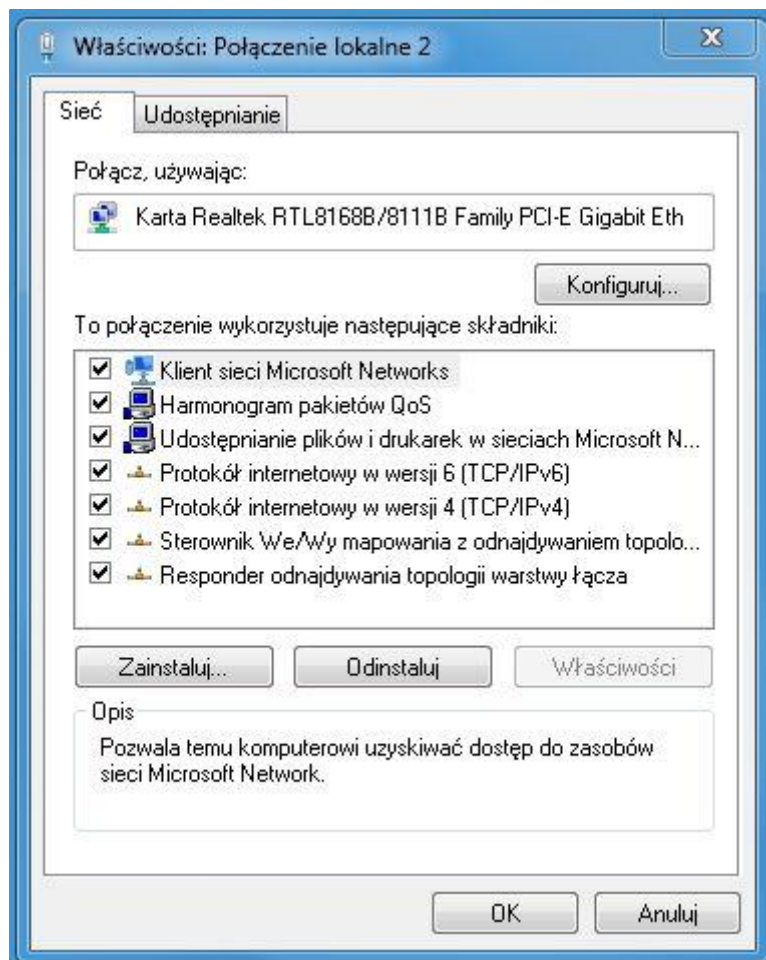 Właściwości: Połączenie lokalne 2
Sieć
Udostępnianie
Połącz, używając:
Karta Realtek RTL8168B/8111B Family PCI-E Gigabit Eth
Konfiguruj...
To połączenie wykorzystuje następujące składniki:
Klient sieci Microsoft Networks
Harmonogram pakietów QoS
Udostępnianie plików i drukarek w sieciach Microsoft N...
Protokół internetowy w wersji 6 (TCP/IPv6)
Protokół internetowy w wersji 4 (TCP/IPv4)
Sterownik We/Wy mapowania z odnajdywaniem topolo...
Responder odnajdywania topologii warstwy łącza
Zainstaluj...
Odinstaluj
Właściwości
Opis
Pozwala temu komputerowi uzyskiwać dostęp do zasobów
sieci Microsoft Network.
OK
Anuluj